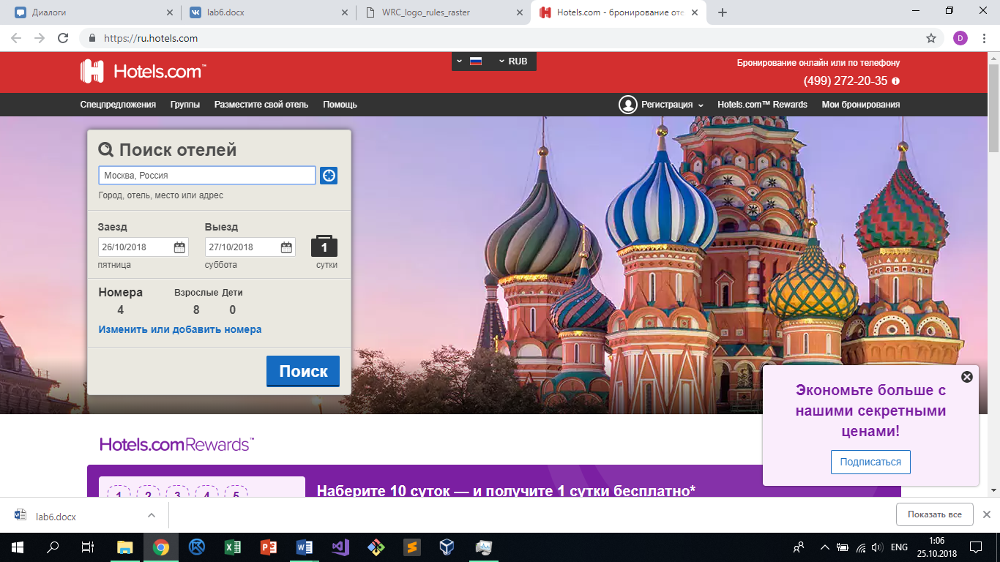 Диалоги
lab6.docx
WRC_logo_rules_raster
Hotels.com - бронирование оте
https://ru.hotels.com
D
Hotels.com™
RUB
Бронирование онлайн или по телефону
(499) 272-20-35
Спецпредложения Группы Разместите свой отель Помощь
Регистрация Hotels.com™ Rewards Мои бронирования
Поиск отелей
Москва, Россия
Город, отель, место или адрес
Заезд Выезд
26/10/2018 27/10/2018 1
пятница суббота сутки
Номера Взрослые Дети
4 8 0
Изменить или добавить номера
Поиск
Экономьте больше с
нашими секретными
ценами!
Подписаться
Hotels.com Rewards™
1 2 3 4 5
Наберите 10 суток — и получите 1 сутки бесплатно*
lab6.docx
Показать все
ENG
1:06
25.10.2018